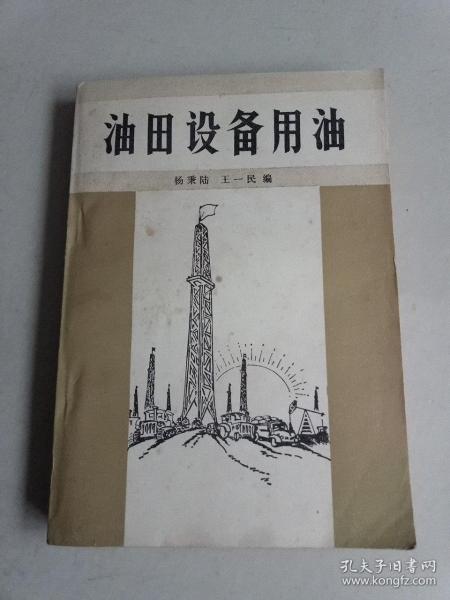 油田设备用油
杨秉陆 王一民 编
孔夫子旧书网
www.kongfz.com